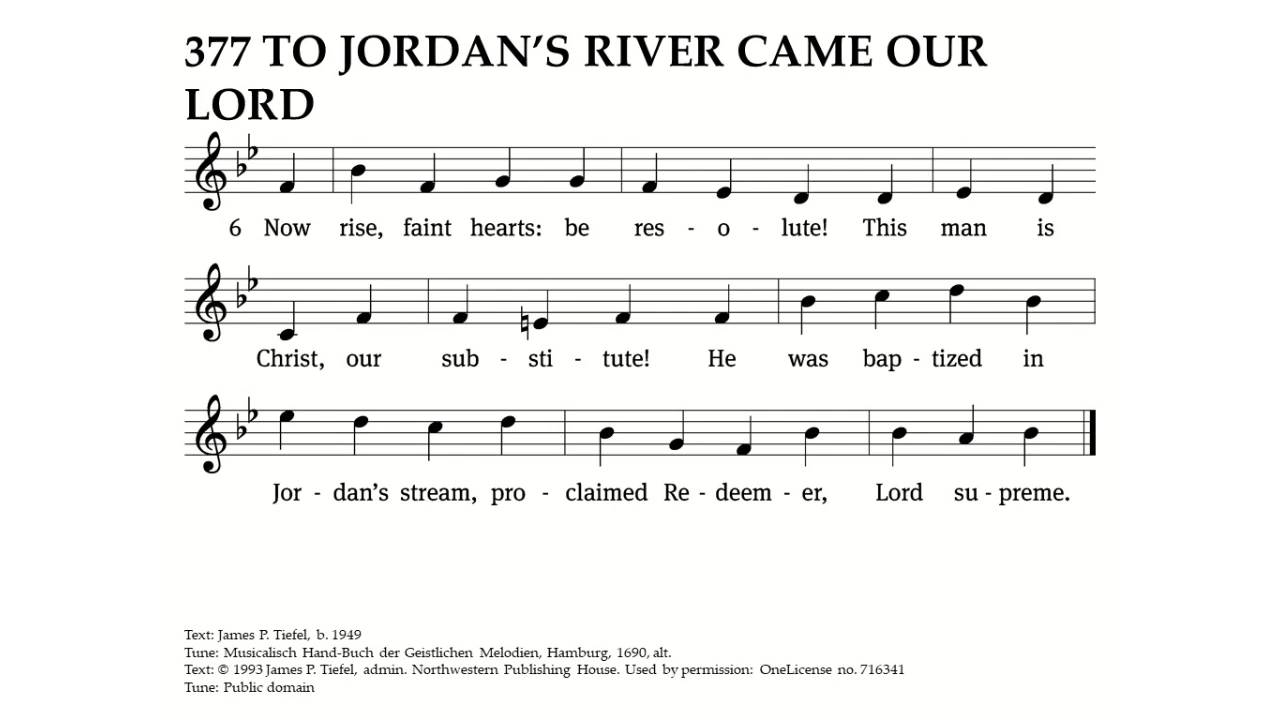 377 TO JORDAN’S RIVER CAME OUR
LORD
6 Now rise, faint hearts: be res - o - lute! This man is
Christ, our sub - sti - tute! He was bap - tized in
Jor - dan’s stream, pro - claimed Re - deem - er, Lord su - preme.
Text: James P. Tiefel, b. 1949
Tune: Musicalisch Hand-Buch der Geistlichen Melodien, Hamburg, 1690, alt.
Text: © 1993 James P. Tiefel, admin. Northwestern Publishing House. Used by permission: OneLicense no. 716341
Tune: Public domain